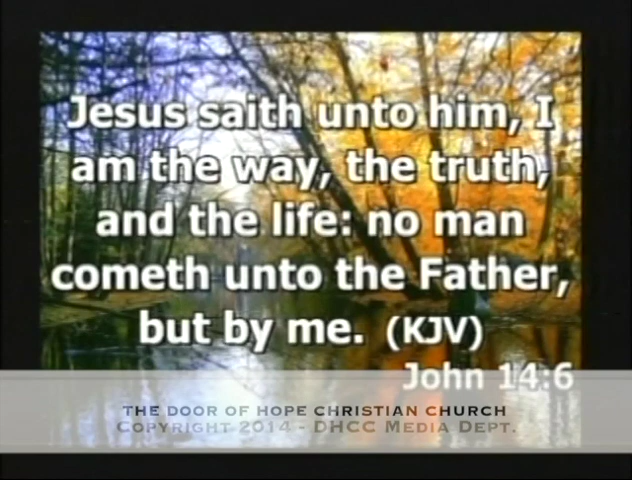 Jesus saith unto him, I
am the way, the truth,
and the life: no man
cometh unto the Father,
but by me. (KJV)
John 14:6
THE DOOR OF HOPE CHRISTIAN CHURCH
COPYRIGHT 2014 - DHCC MEDIA DEPT.